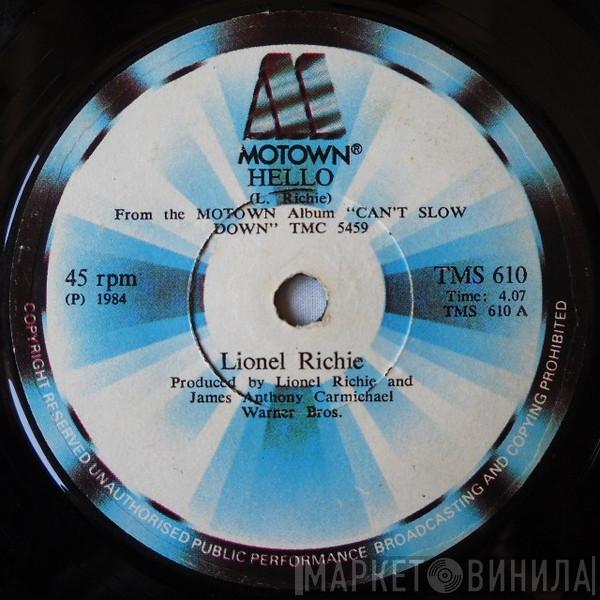 MOTOWN®
HELLO
(L. Richie)
From the MOTOWN Album "CAN'T SLOW
DOWN" TMC 5459
45 rpm
(P) 1984
TMS 610
Time: 4.07
TMS 610 A
Lionel Richie
Produced by Lionel Richie and
James Anthony Carmichael
Warner Bros.
COPYRIGHT RESERVED UNAUTHORISED PUBLIC PERFORMANCE BROADCASTING AND COPYING PROHIBITED
МАРКЕТ ВИНИЛА